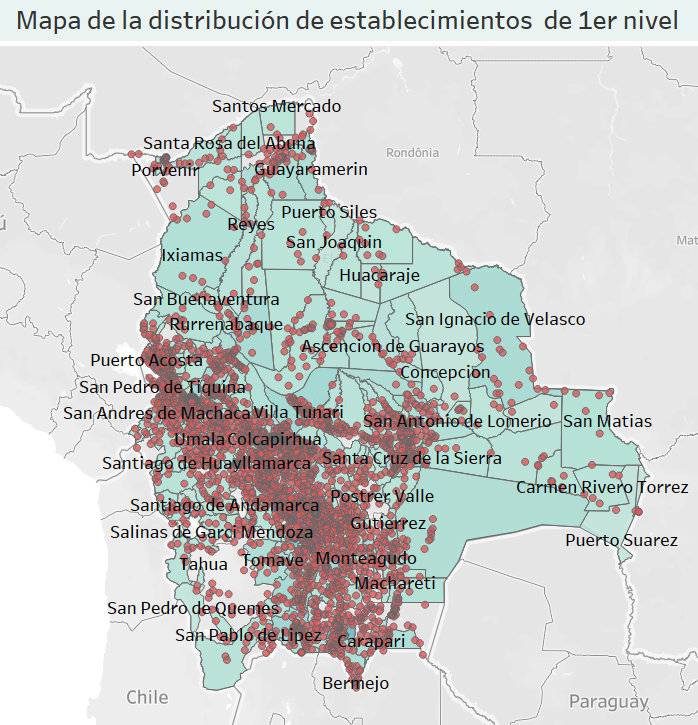 Mapa de la distribución de establecimientos de 1er nivel
Santos Mercado
Santa Rosa del Abuna
Rondônia
Porvenir
Guayaramerin
Puerto Siles
Reyes
San Joaquin
Mat
Ixiamas
Huacaraje
San Buenaventura
Rurrenabaque
San Ignacio de Velasco
Ascencion de Guarayos
Puerto Acosta
Concepcion
San Pedro de Tiquina
San Andres de Machaca
Villa Tunari
San Antonio de Lomerio
San Matias
Umala
Colcapirhua
Santiago de Huayllamarca
Santa Cruz de la Sierra
Carmen Rivero Torrez
Postrer Valle
Santiago de Andamarca
Gutierrez
Salinas de Garci Mendoza
Puerto Suarez
Tahua
Tomave
Monteagudo
Machareti
San Pedro de Quemes
San Pablo de Lipez
Carapari
Bermejo
Chile
Paraguay